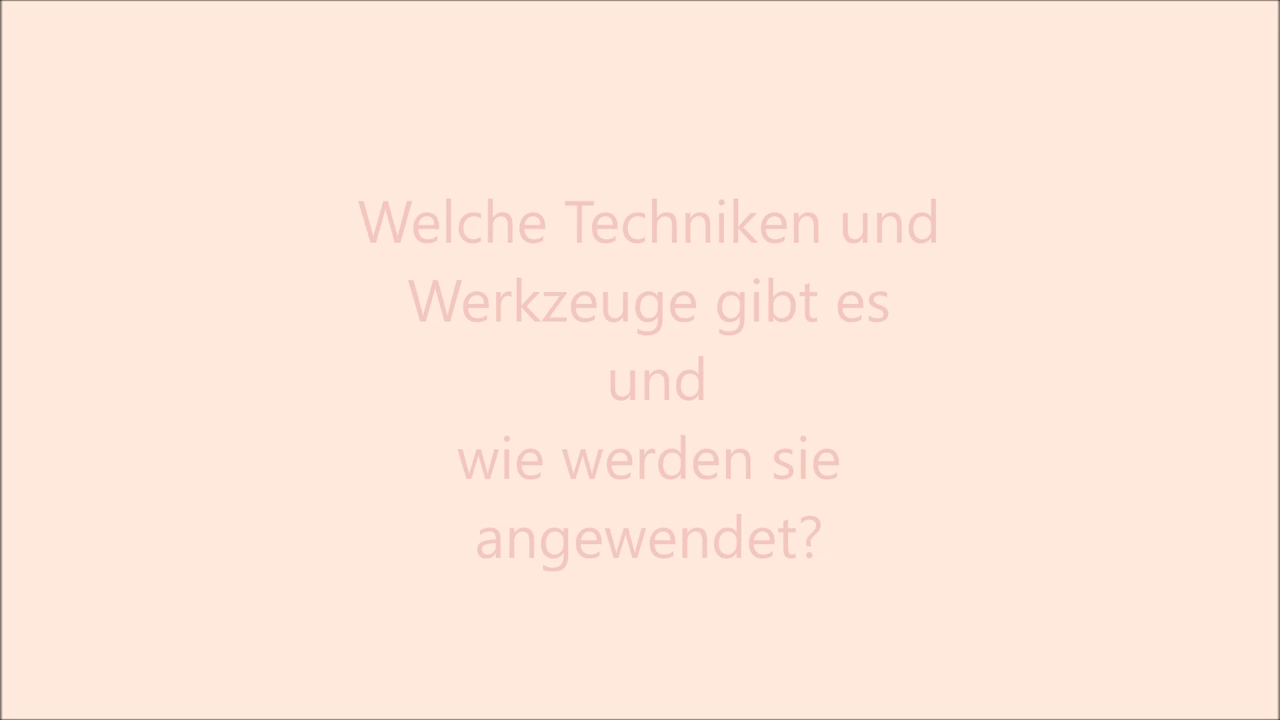 Welche Techniken und
Werkzeuge gibt es
und
wie werden sie
angewendet?